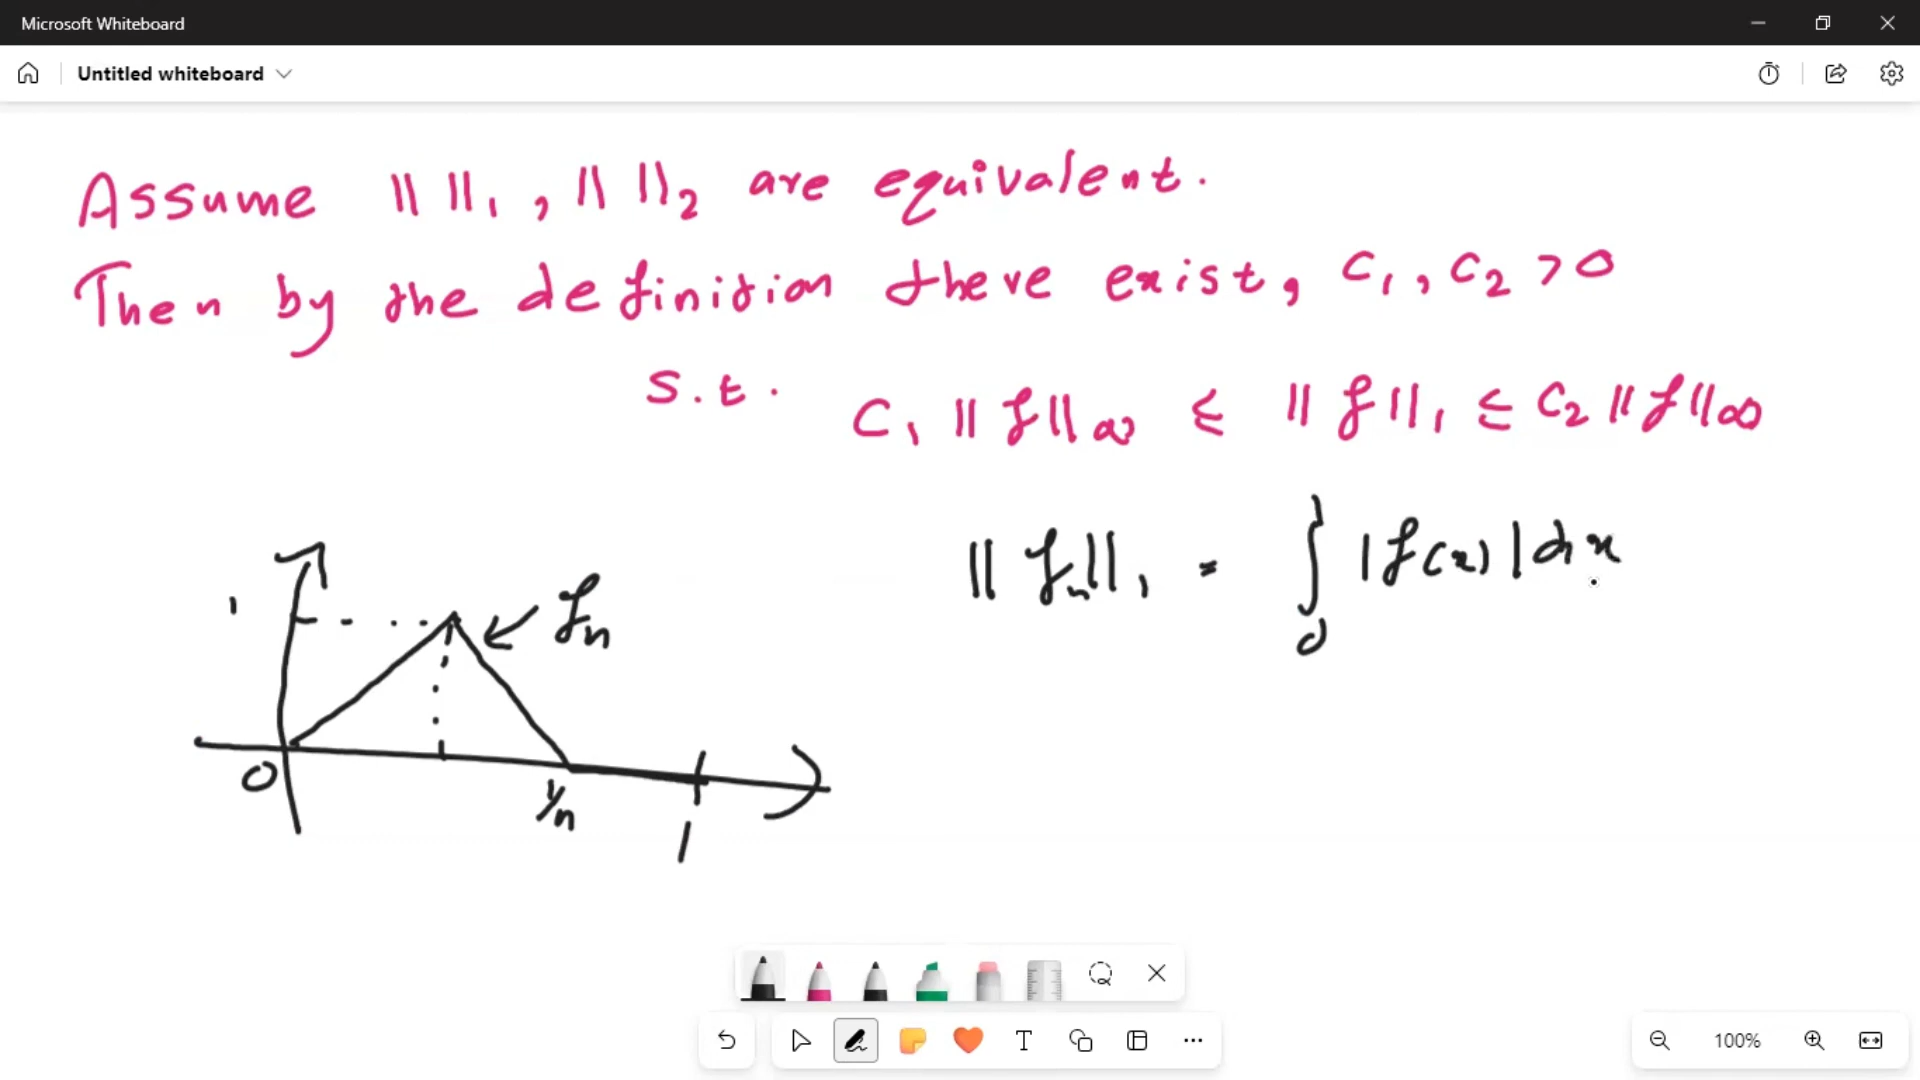 Microsoft Whiteboard
Untitled whiteboard
Assume || ||₁ , || ||₂ are equivalent.
Then by the definition there exist, C₁ , C₂ > 0
s.t. C₁ ||f||∞ ≤ ||f||₁ ≤ C₂ ||f||∞
||fₙ||₁ = ∫₀¹ |f(x)| dx
1
fₙ
0
1/n
1
100%